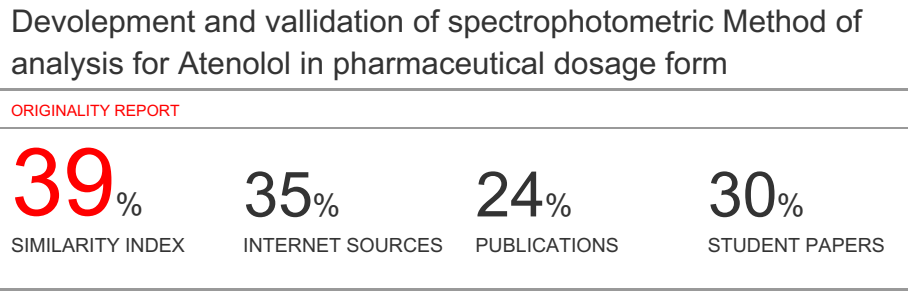 Devolepment and vallidation of spectrophotometric Method of
analysis for Atenolol in pharmaceutical dosage form
ORIGINALITY REPORT
39% 35% 24% 30%
SIMILARITY INDEX INTERNET SOURCES PUBLICATIONS STUDENT PAPERS